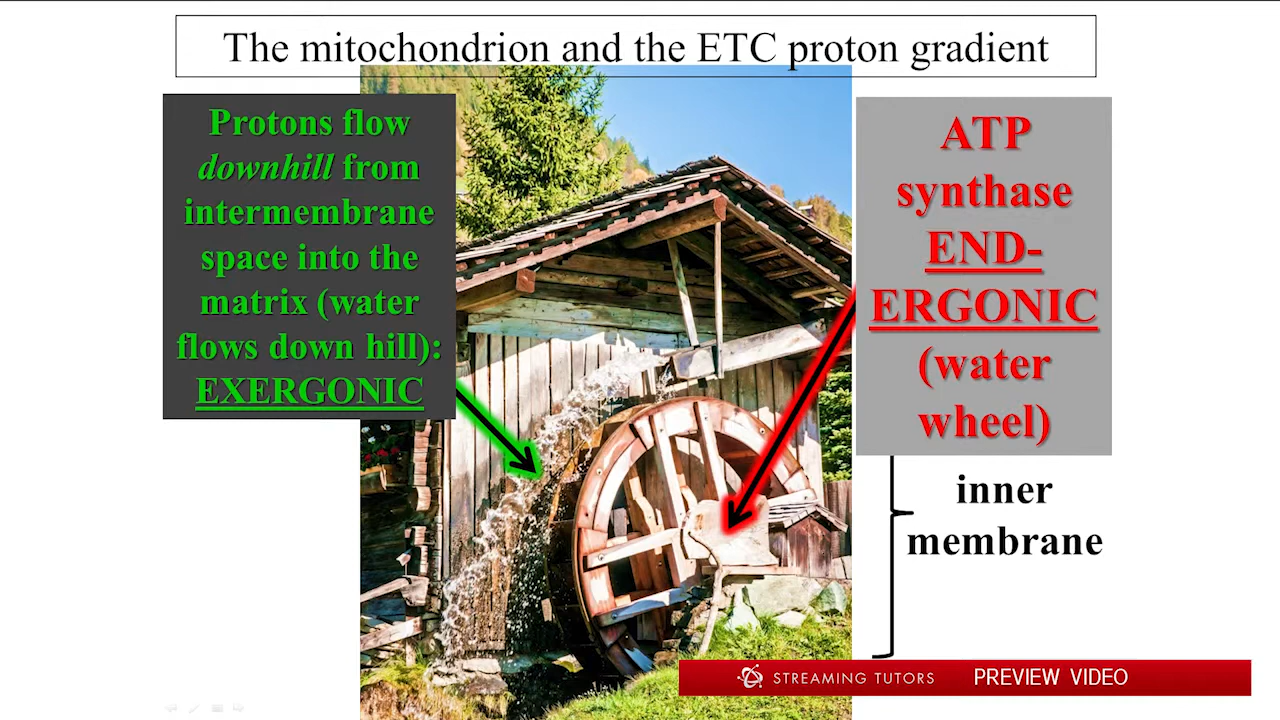 The mitochondrion and the ETC proton gradient
Protons flow
downhill from
intermembrane
space into the
matrix (water
flows down hill):
EXERGONIC
ATP
synthase
END-
ERGONIC
(water
wheel)
inner
membrane
STREAMING TUTORS PREVIEW VIDEO